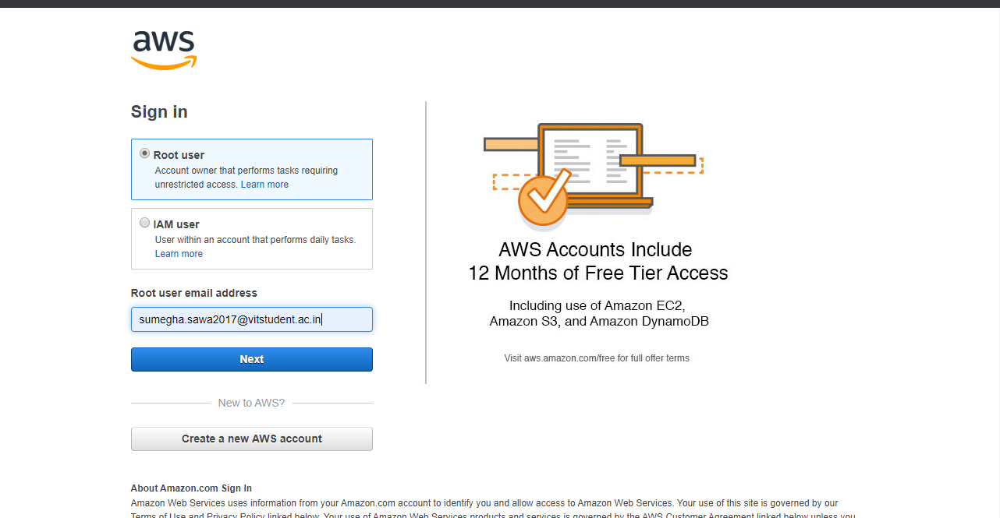 aws
Sign in
Root user
Account owner that performs tasks requiring
unrestricted access. Learn more
IAM user
User within an account that performs daily tasks.
Learn more
Root user email address
sumegha.sawa2017@vitstudent.ac.in
Next
New to AWS?
Create a new AWS account
AWS Accounts Include
12 Months of Free Tier Access
Including use of Amazon EC2,
Amazon S3, and Amazon DynamoDB
Visit aws.amazon.com/free for full offer terms
About Amazon.com Sign In
Amazon Web Services uses information from your Amazon.com account to identify you and allow access to Amazon Web Services. Your use of this site is governed by our
Terms of Use and Privacy Policy linked below. Your use of Amazon Web Services products and services is governed by the AWS Customer Agreement linked below unless you